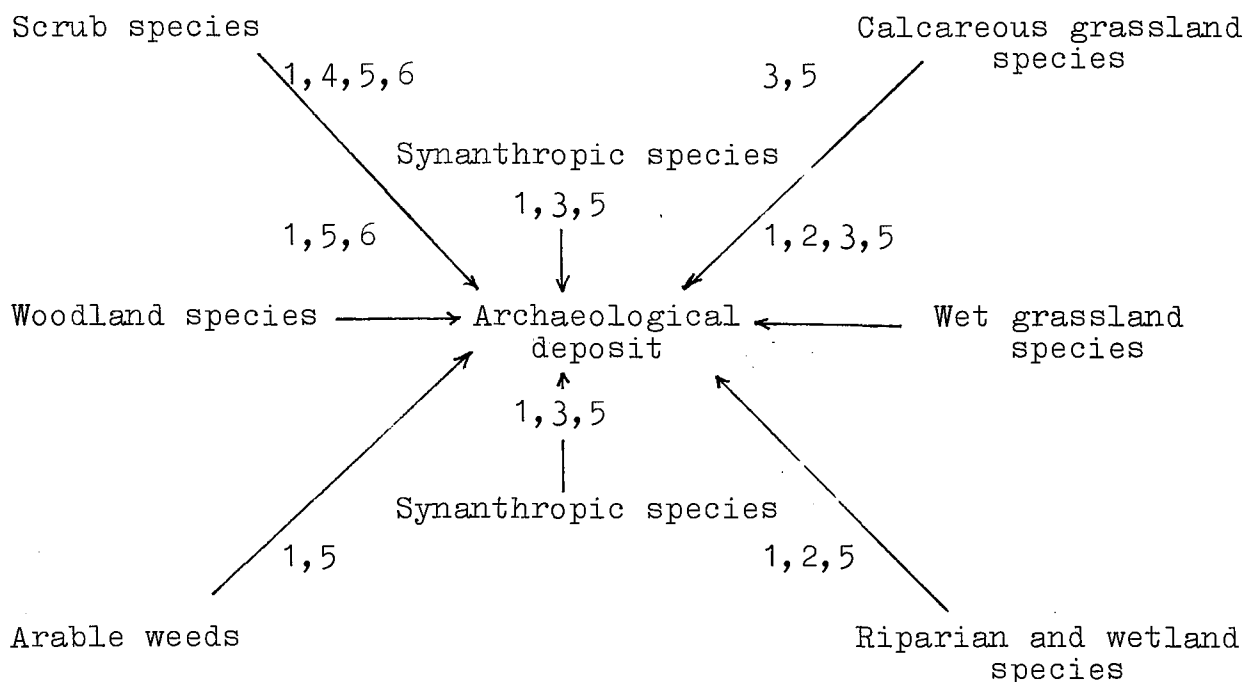 Scrub species
Calcareous grassland
species
1,4,5,6
3,5
Synanthropic species
1,3,5
1,5,6
1,2,3,5
Woodland species
Archaeological
deposit
Wet grassland
species
1,3,5
Synanthropic species
1,5
1,2,5
Arable weeds
Riparian and wetland
species